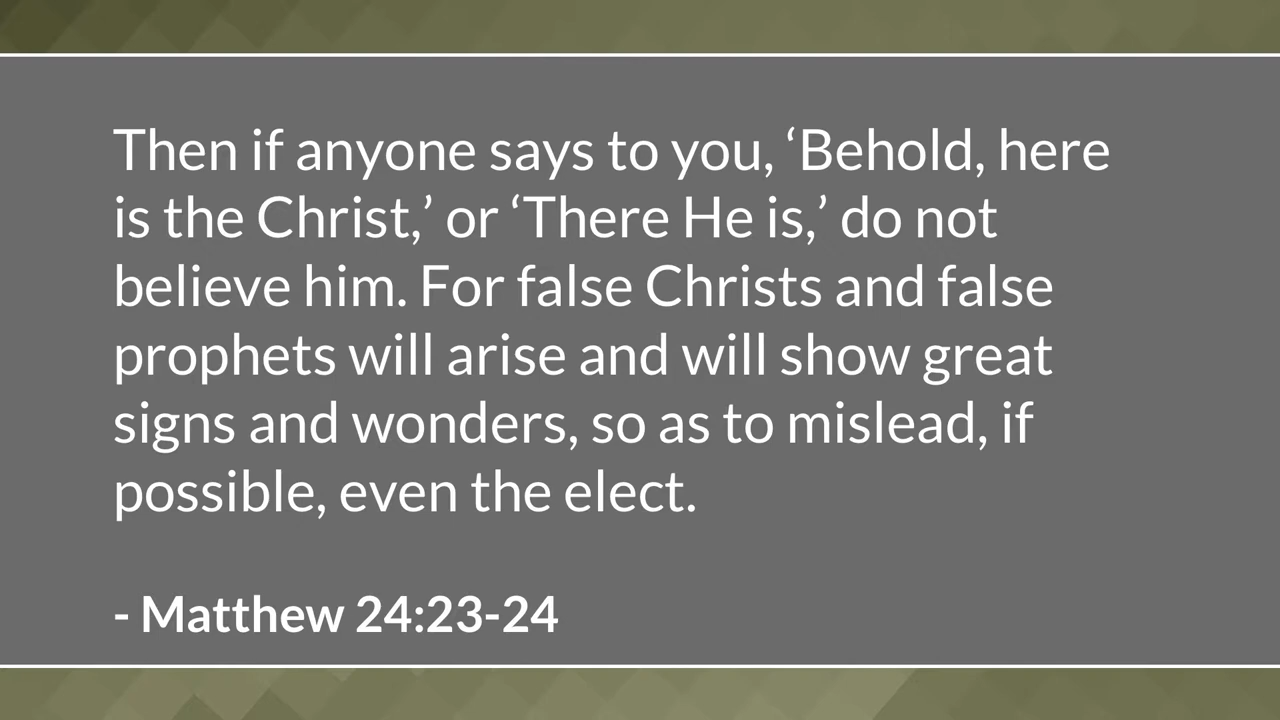 Then if anyone says to you, ‘Behold, here
is the Christ,’ or ‘There He is,’ do not
believe him. For false Christs and false
prophets will arise and will show great
signs and wonders, so as to mislead, if
possible, even the elect.
- Matthew 24:23-24